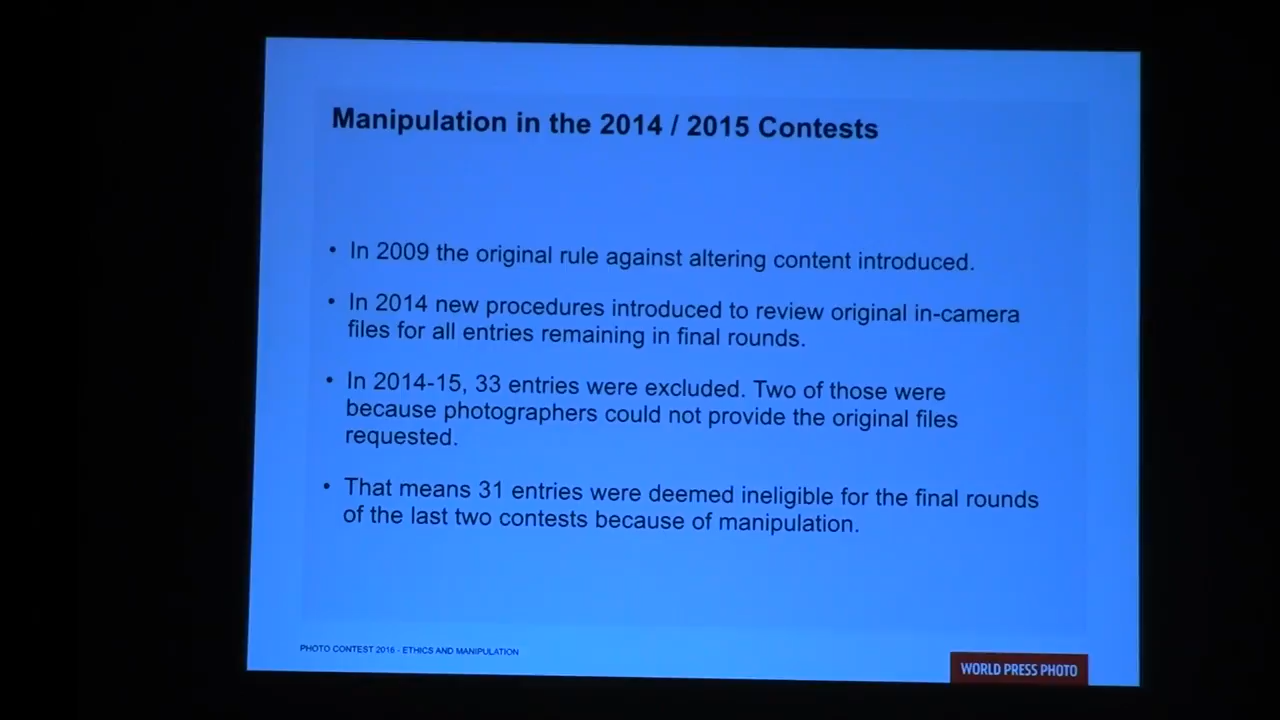 Manipulation in the 2014 / 2015 Contests
• In 2009 the original rule against altering content introduced.
• In 2014 new procedures introduced to review original in-camera
files for all entries remaining in final rounds.
• In 2014-15, 33 entries were excluded. Two of those were
because photographers could not provide the original files
requested.
• That means 31 entries were deemed ineligible for the final rounds
of the last two contests because of manipulation.
PHOTO CONTEST 2016 - ETHICS AND MANIPULATION
WORLD PRESS PHOTO